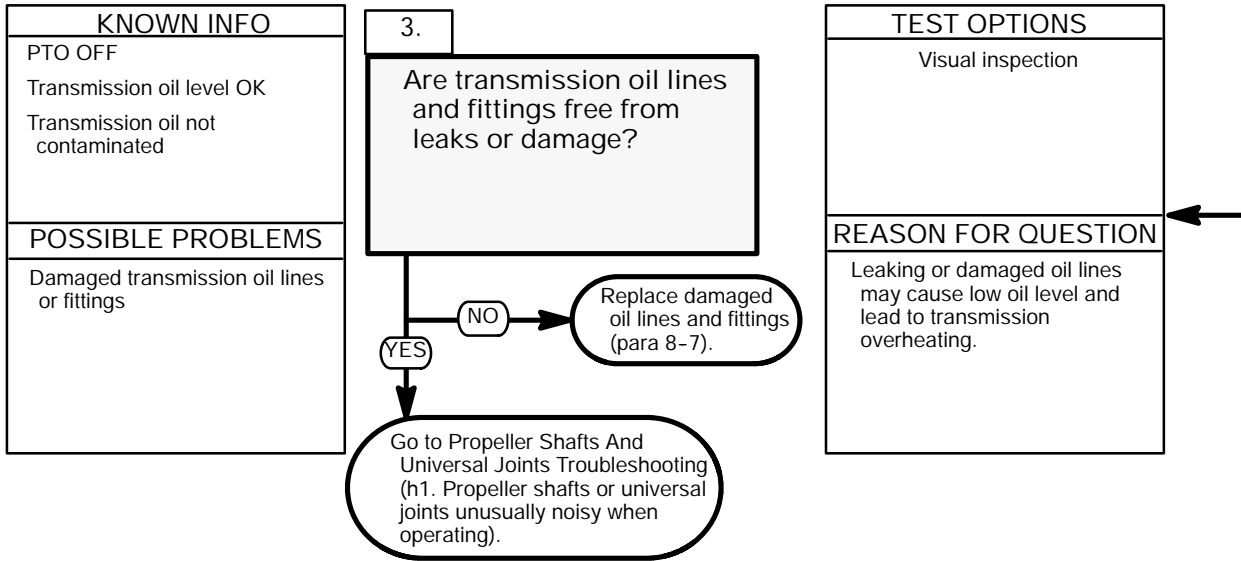 KNOWN INFO
PTO OFF
Transmission oil level OK
Transmission oil not
contaminated
POSSIBLE PROBLEMS
Damaged transmission oil lines
or fittings
3.
Are transmission oil lines
and fittings free from
leaks or damage?
NO
Replace damaged
oil lines and fittings
(para 8-7).
YES
Go to Propeller Shafts And
Universal Joints Troubleshooting
(h1. Propeller shafts or universal
joints unusually noisy when
operating).
TEST OPTIONS
Visual inspection
REASON FOR QUESTION
Leaking or damaged oil lines
may cause low oil level and
lead to transmission
overheating.